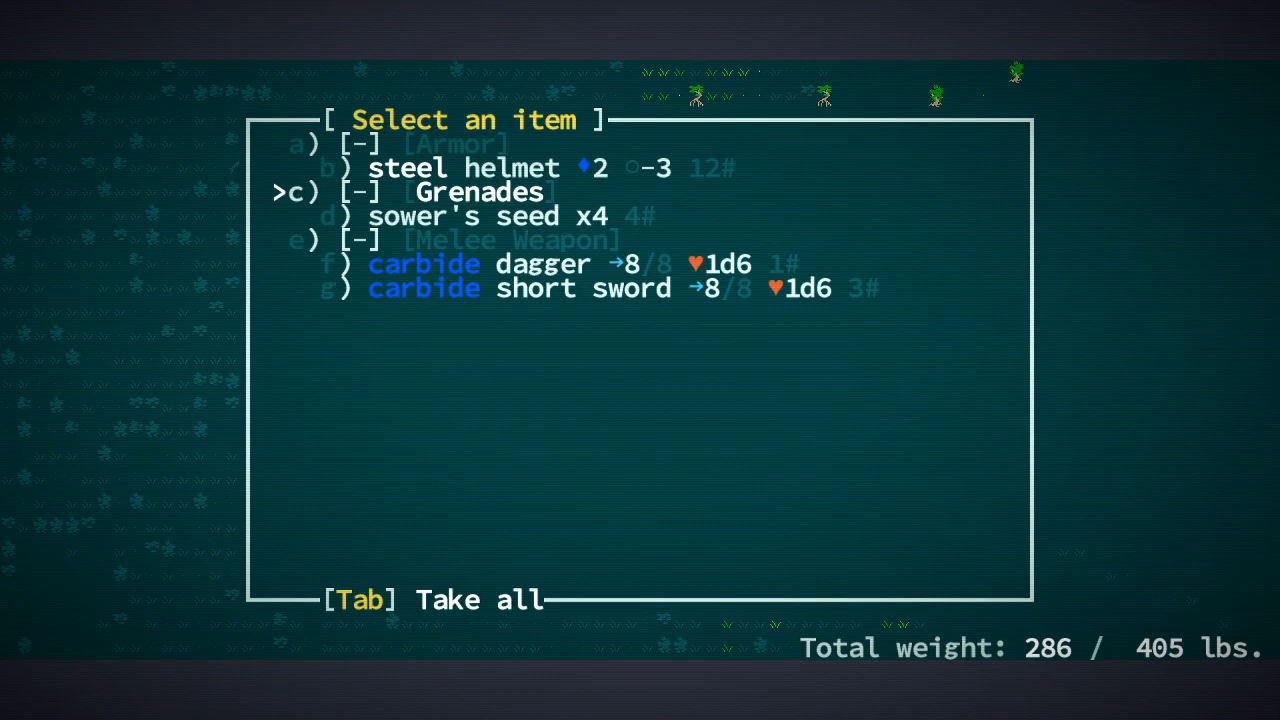 [ Select an item ]
a) [-] [Armor]
b) steel helmet ♦2 ○-3 12#
>c) [-] [Grenades]
d) sower's seed x4 4#
e) [-] [Melee Weapon]
f) carbide dagger →8/8 ♥1d6 1#
g) carbide short sword →8/8 ♥1d6 3#
[Tab] Take all
Total weight: 286 / 405 lbs.